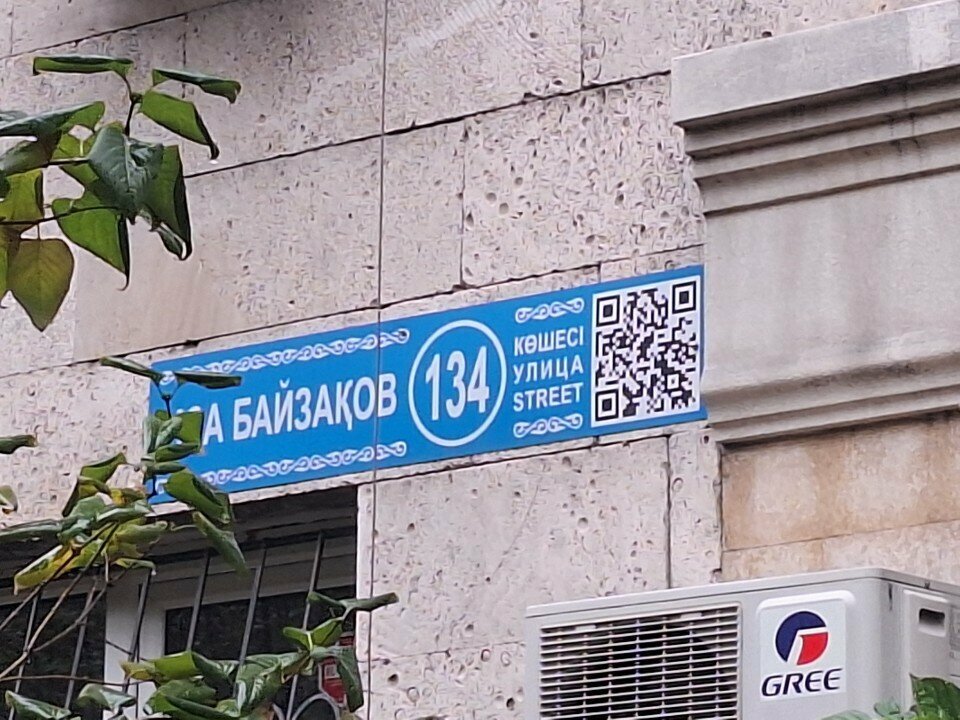 БАЙЗАҚОВ
134
КӨШЕСІ
УЛИЦА
STREET
GREE